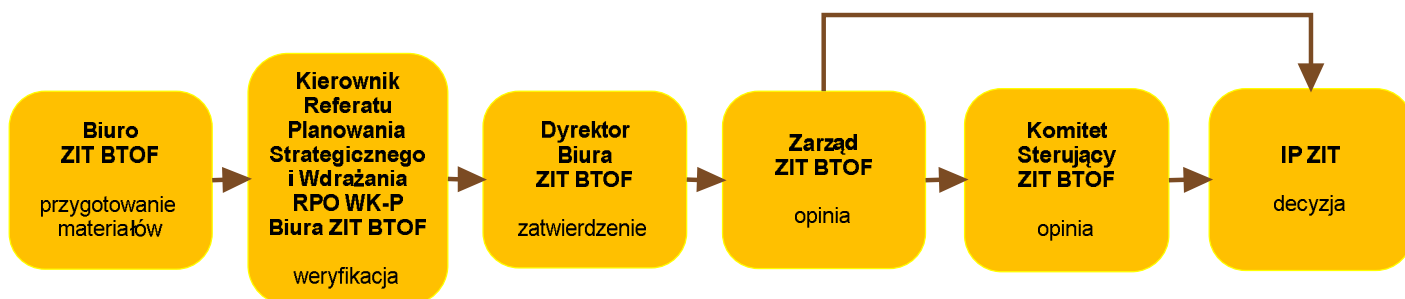 Biuro
ZIT BTOF
przygotowanie
materiałów
Kierownik
Referatu
Planowania
Strategicznego
i Wdrażania
RPO WK-P
Biura ZIT BTOF
weryfikacja
Dyrektor
Biura
ZIT BTOF
zatwierdzenie
Zarząd
ZIT BTOF
opinia
Komitet
Sterujący
ZIT BTOF
opinia
IP ZIT
decyzja